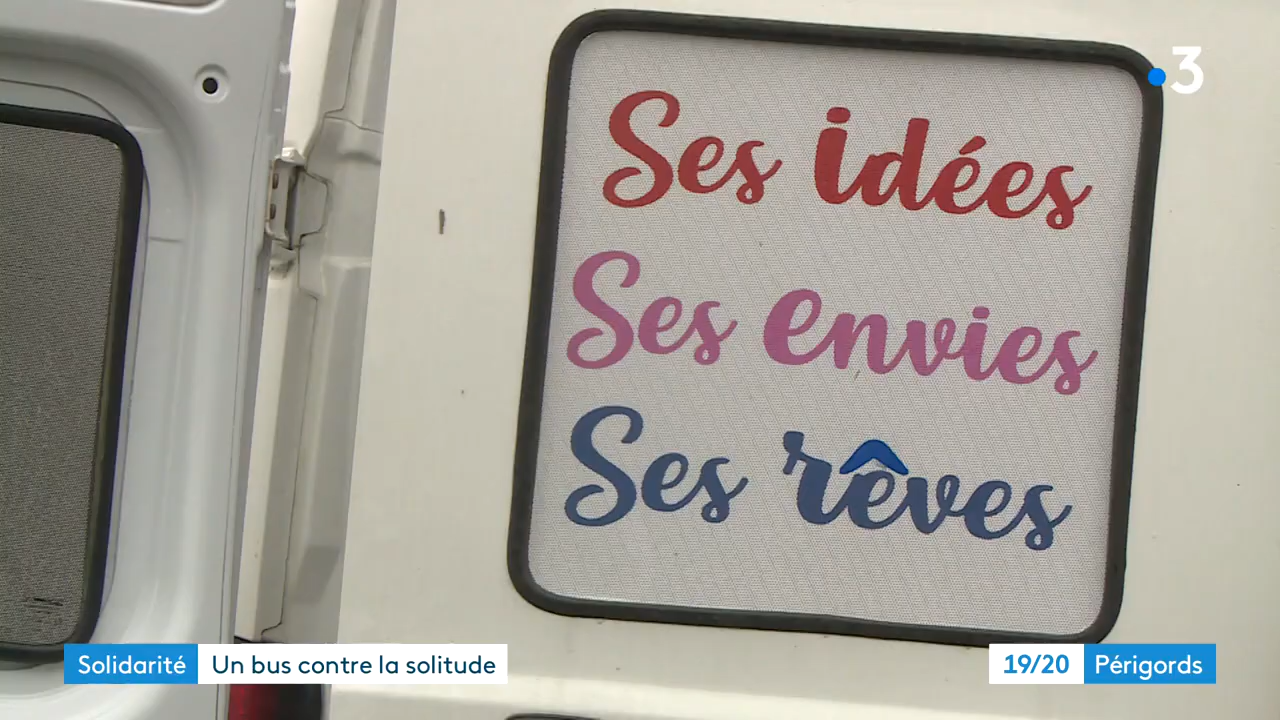 3
Ses idées
Ses envies
Ses rêves
Solidarité Un bus contre la solitude
19/20 Périgords